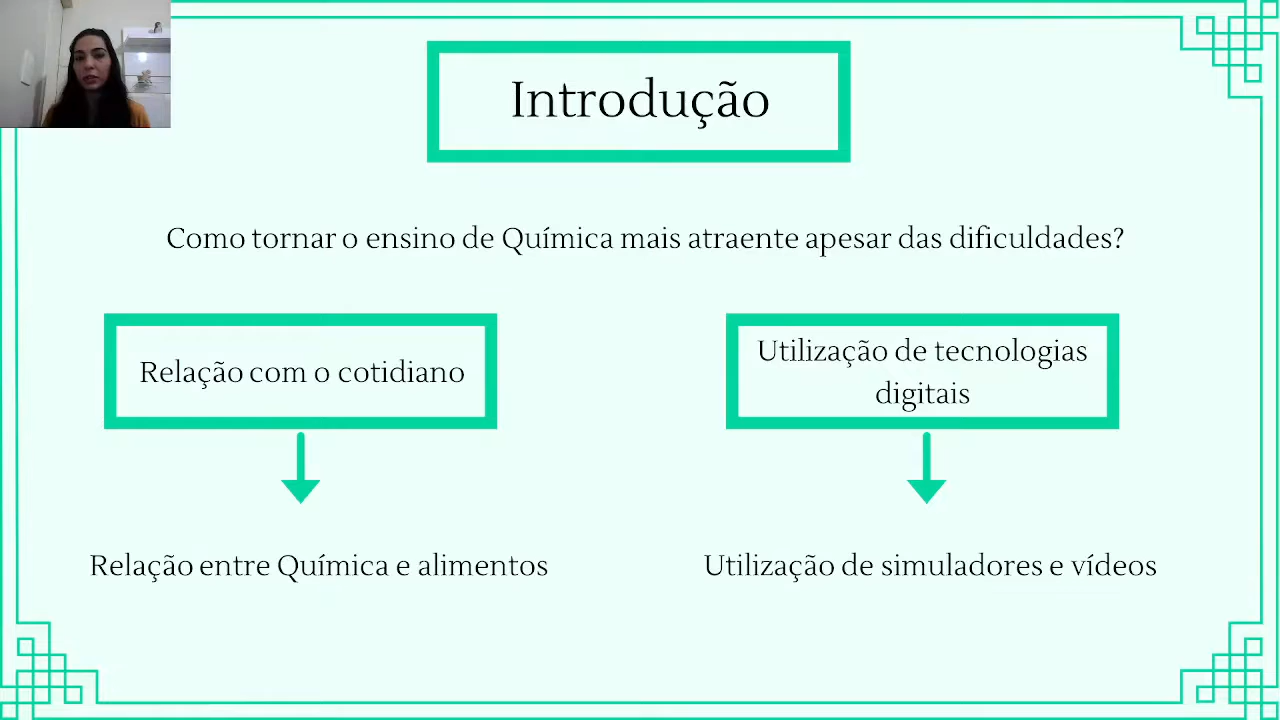 Introdução
Como tornar o ensino de Química mais atraente apesar das dificuldades?
Relação com o cotidiano
Utilização de tecnologias
digitais
Relação entre Química e alimentos
Utilização de simuladores e vídeos